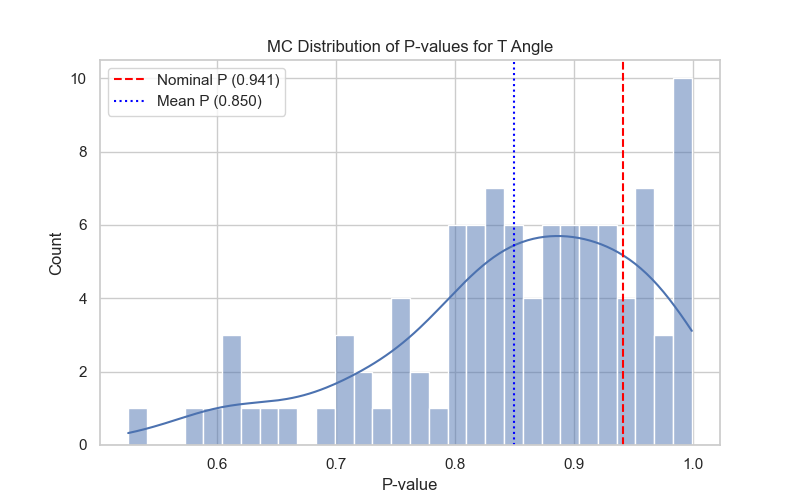 MC Distribution of P-values for T Angle
Nominal P (0.941)
Mean P (0.850)
Count
10
8
6
4
2
0
0.6 0.7 0.8 0.9 1.0
P-value